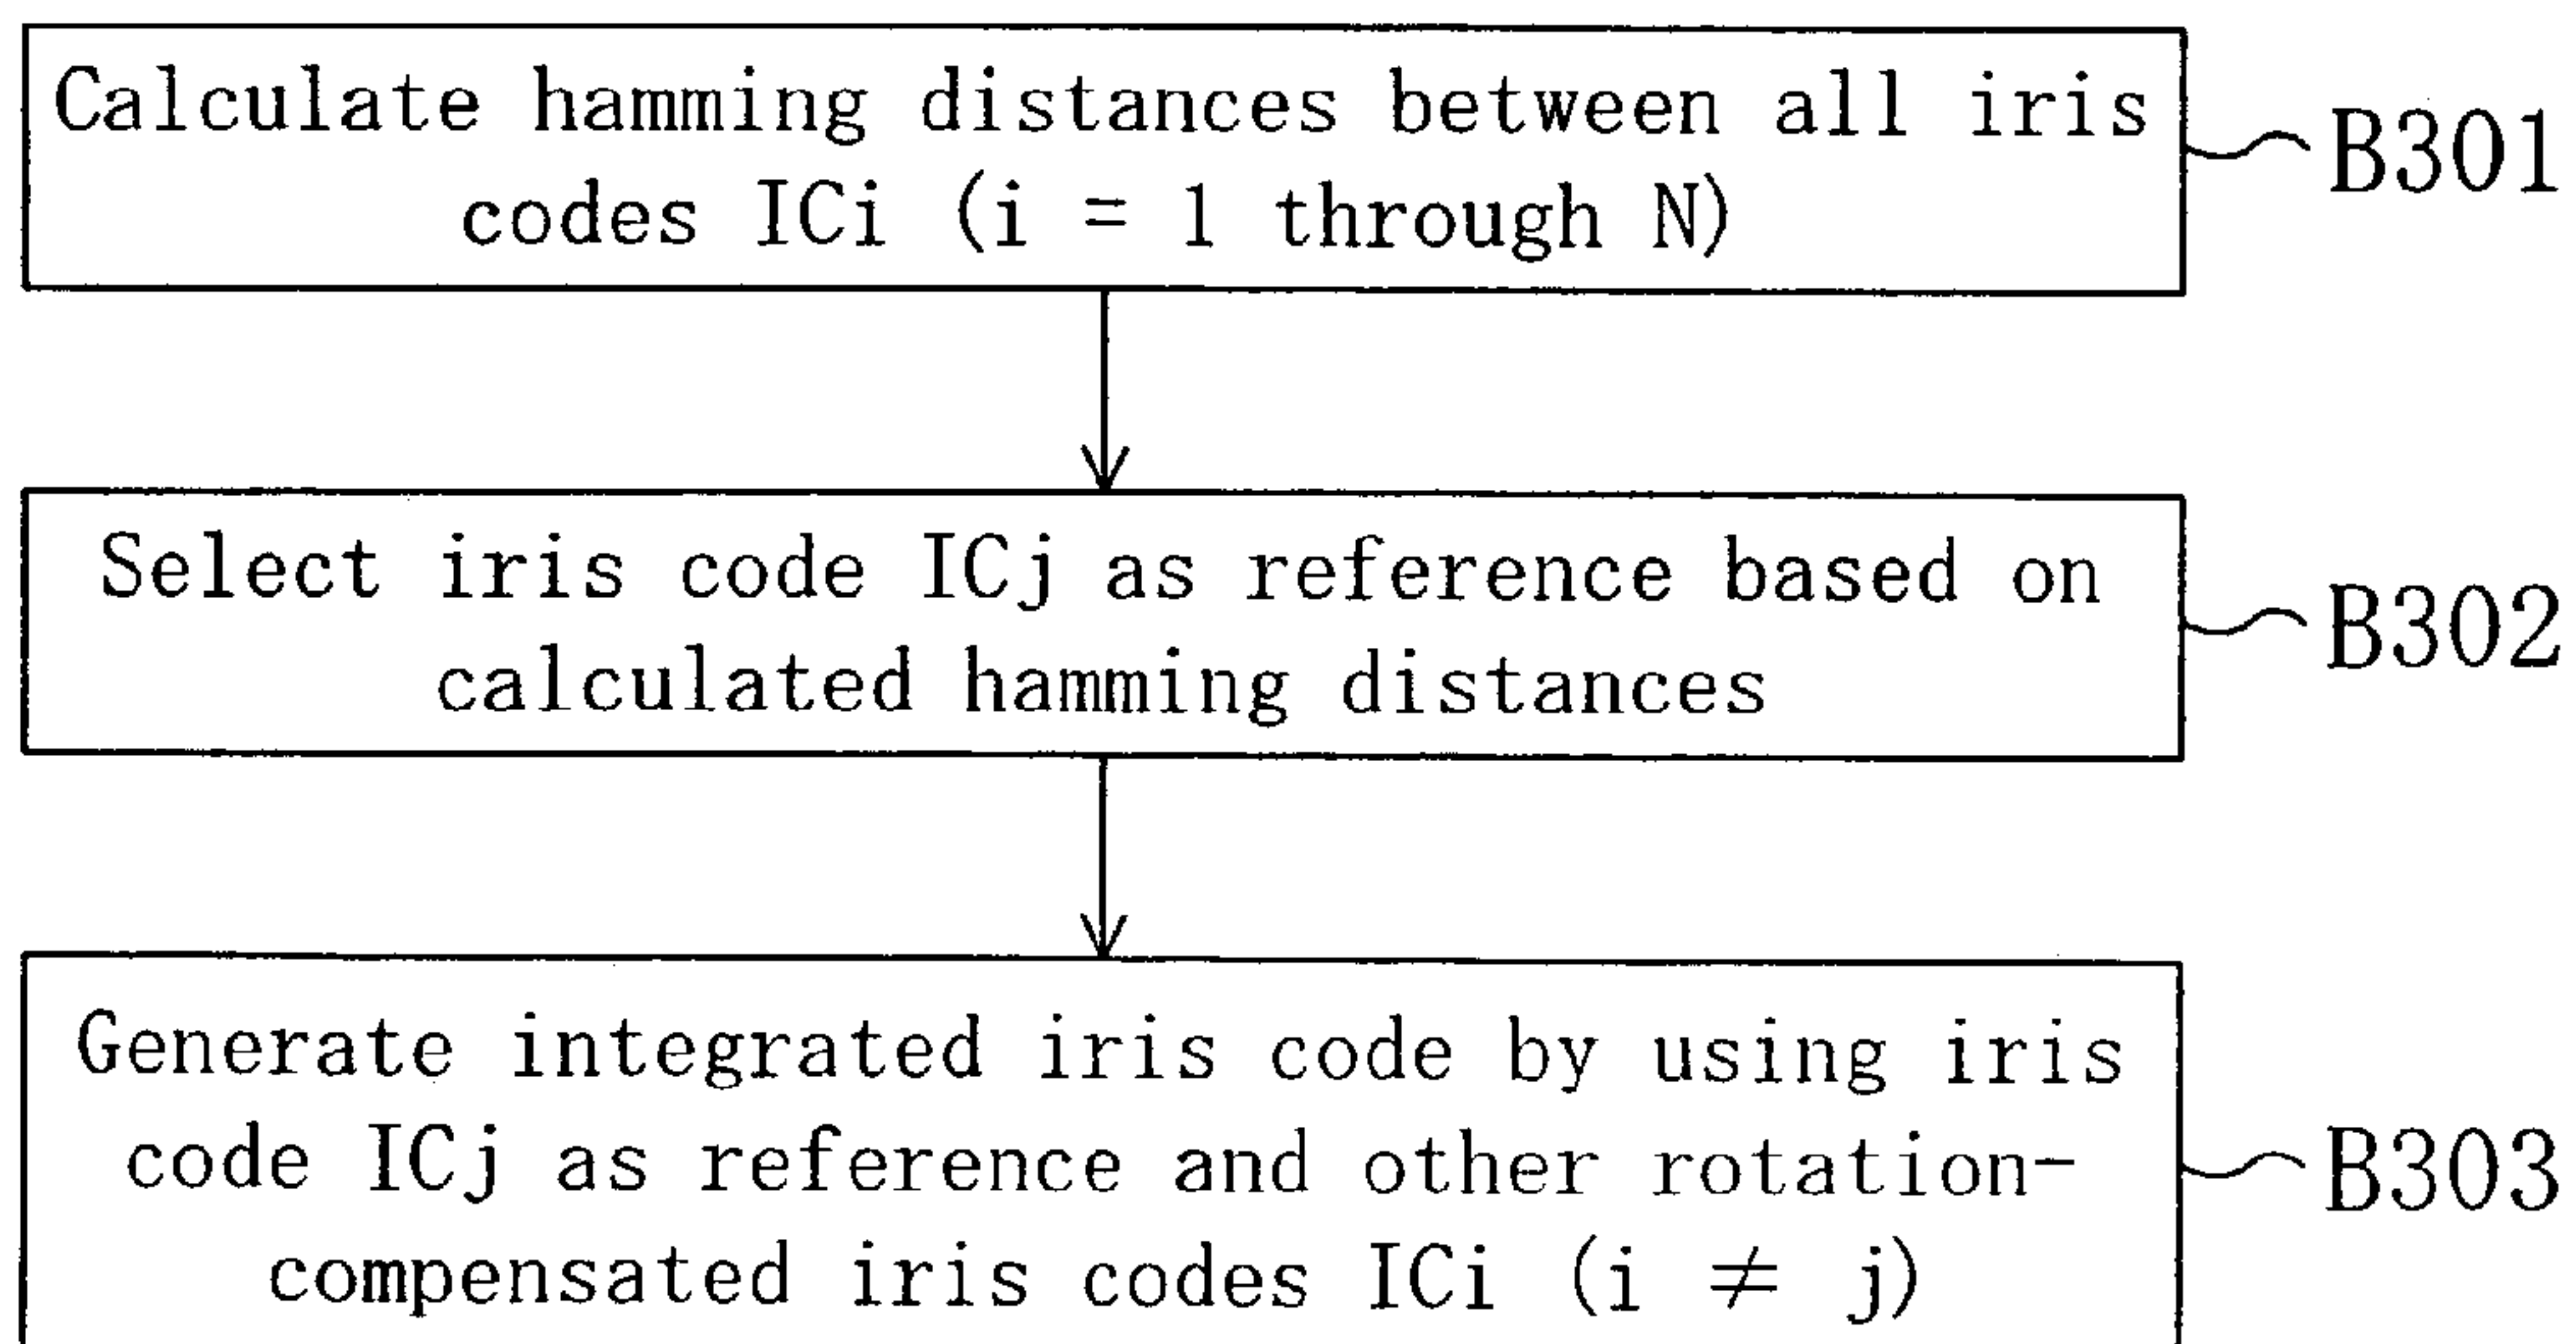 Calculate hamming distances between all iris
codes ICi (i = 1 through N)
B301
Select iris code ICj as reference based on
calculated hamming distances
B302
Generate integrated iris code by using iris
code ICj as reference and other rotation-
compensated iris codes ICi (i ≠ j)
B303